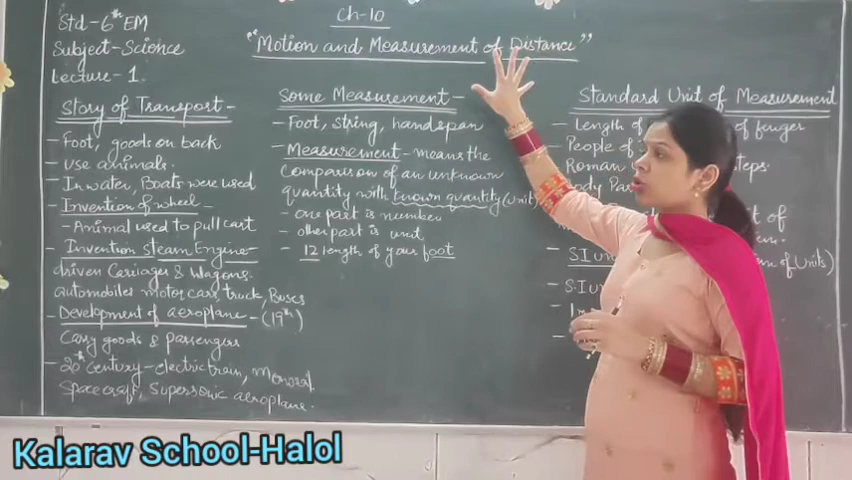 Std-6th EM
Subject-Science
Lecture-1.
Ch-10
"Motion and Measurement of Distance"
Story of Transport-
- Foot, goods on back
- use animals.
- In water, Boats were used
- Invention of wheel-
- Animal used to pull cart
- Invention steam Engine-
driven Carriages & Wagons.
automobiles motor cars, truck, Buses
- Development of aeroplane- (19th)
Carry goods & passengers
- 20th Century-electric train, monorail
Spacecraft, Supersonic aeroplane.
Some Measurement-
- Foot, string, handspan
- Measurement- means the
Comparison of an unknown
quantity with known quantity (unit)
- one part is number
- other part is unit
- 12 length of your foot
Standard Unit of Measurement
- Length of of finger
- People of steps.
Roman
of
- SI un of Units)
- S.I u
Kalarav School-Halol